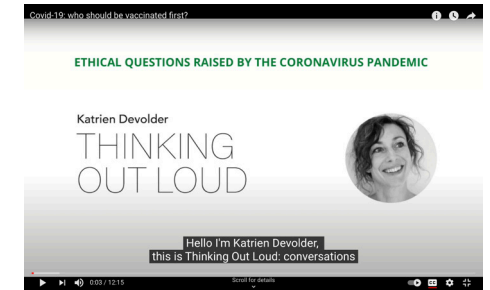 Covid-19: who should be vaccinated first?
ETHICAL QUESTIONS RAISED BY THE CORONAVIRUS PANDEMIC
Katrien Devolder
THINKING
OUT LOUD
Hello I'm Katrien Devolder,
this is Thinking Out Loud: conversations
0:03 / 12:15
Scroll for details
CC